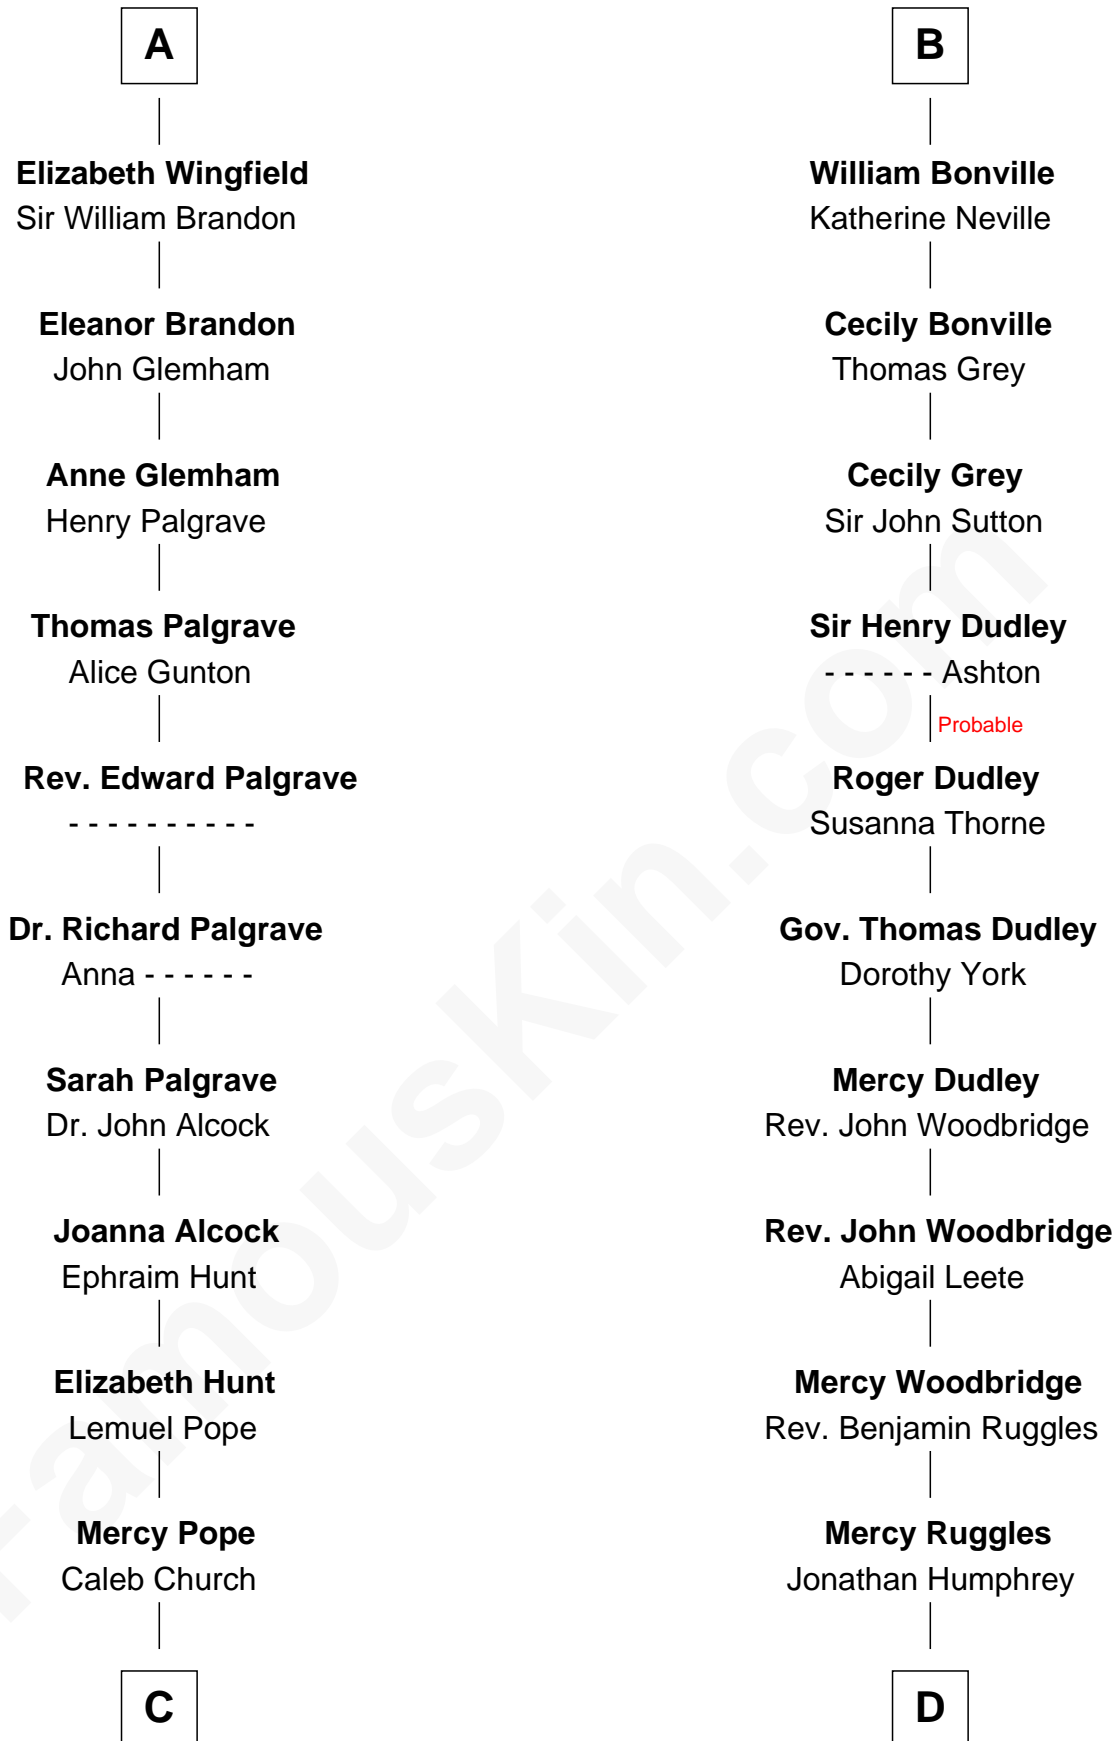 A
Elizabeth Wingfield
Sir William Brandon
Eleanor Brandon
John Glemham
Anne Glemham
Henry Palgrave
Thomas Palgrave
Alice Gunton
Rev. Edward Palgrave
- - - - - - - - - -
Dr. Richard Palgrave
Anna - - - - - -
Sarah Palgrave
Dr. John Alcock
Joanna Alcock
Ephraim Hunt
Elizabeth Hunt
Lemuel Pope
Mercy Pope
Caleb Church
C
B
William Bonville
Katherine Neville
Cecily Bonville
Thomas Grey
Cecily Grey
Sir John Sutton
Sir Henry Dudley
- - - - - - Ashton
Probable
Roger Dudley
Susanna Thorne
Gov. Thomas Dudley
Dorothy York
Mercy Dudley
Rev. John Woodbridge
Rev. John Woodbridge
Abigail Leete
Mercy Woodbridge
Rev. Benjamin Ruggles
Mercy Ruggles
Jonathan Humphrey
D
FamousKin.com